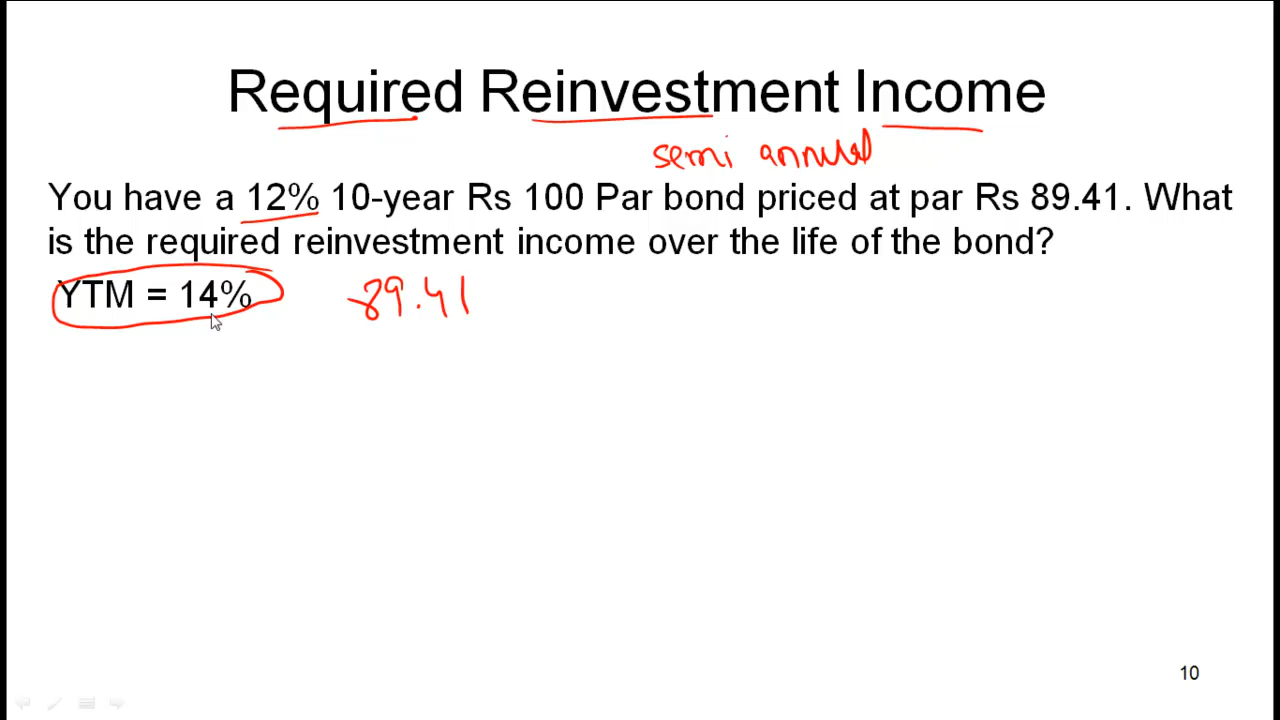 Required Reinvestment Income
semi annual
You have a 12% 10-year Rs 100 Par bond priced at par Rs 89.41. What
is the required reinvestment income over the life of the bond?
YTM = 14% 89.41
10